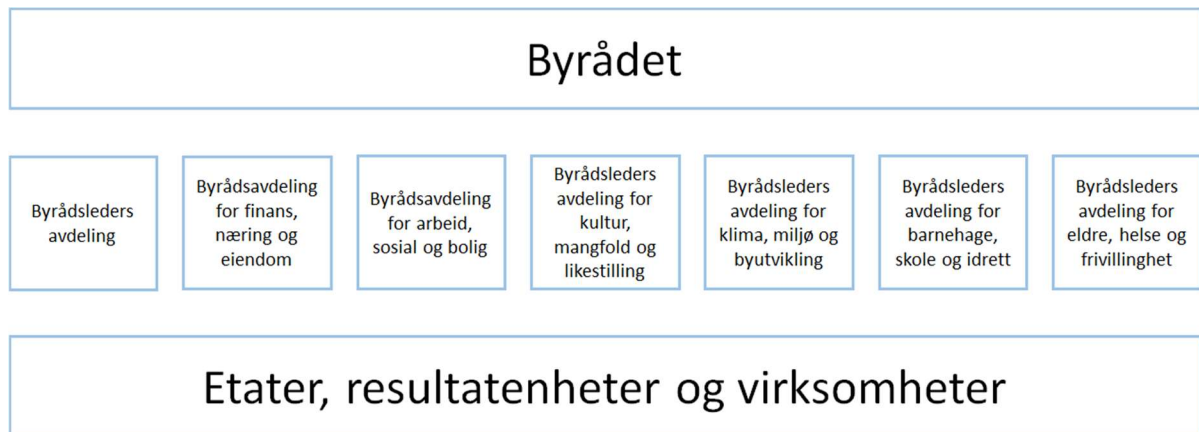 Byrådet
Byrådsleders
avdeling
Byrådsavdeling
for finans,
næring og
eiendom
Byrådsavdeling
for arbeid,
sosial og bolig
Byrådsleders
avdeling for
kultur,
mangfold og
likestilling
Byrådsleders
avdeling for
klima, miljø og
byutvikling
Byrådsleders
avdeling for
barnehage,
skole og idrett
Byrådsleders
avdeling for
eldre, helse og
frivillinghet
Etater, resultatenheter og virksomheter